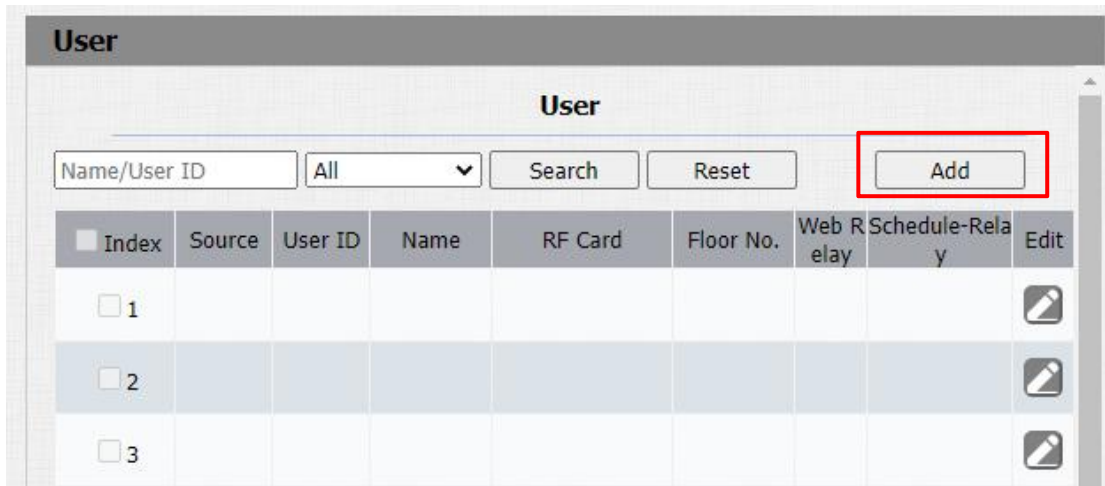 User
User
Name/User ID All Search Reset Add
Index Source User ID Name RF Card Floor No. Web R Schedule-Rela Edit
elay y
1
2
3